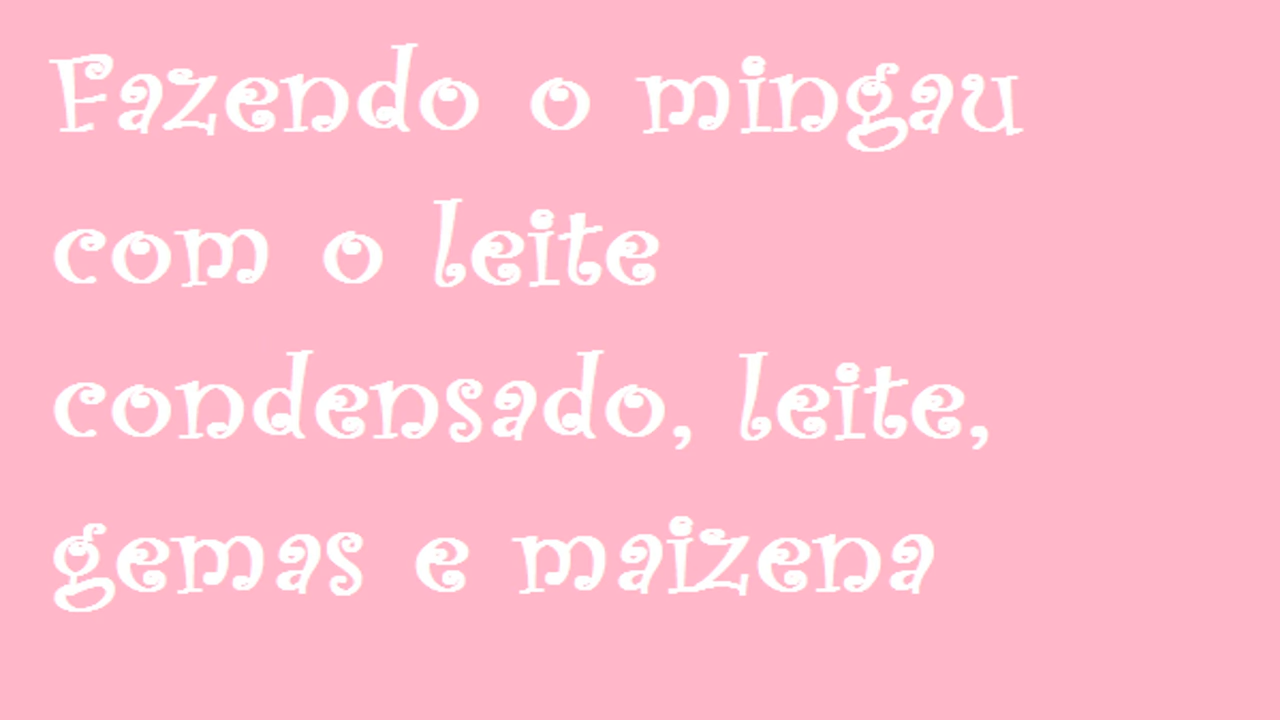 Fazendo o mingau
com o leite
condensado, leite,
gemas e maizena